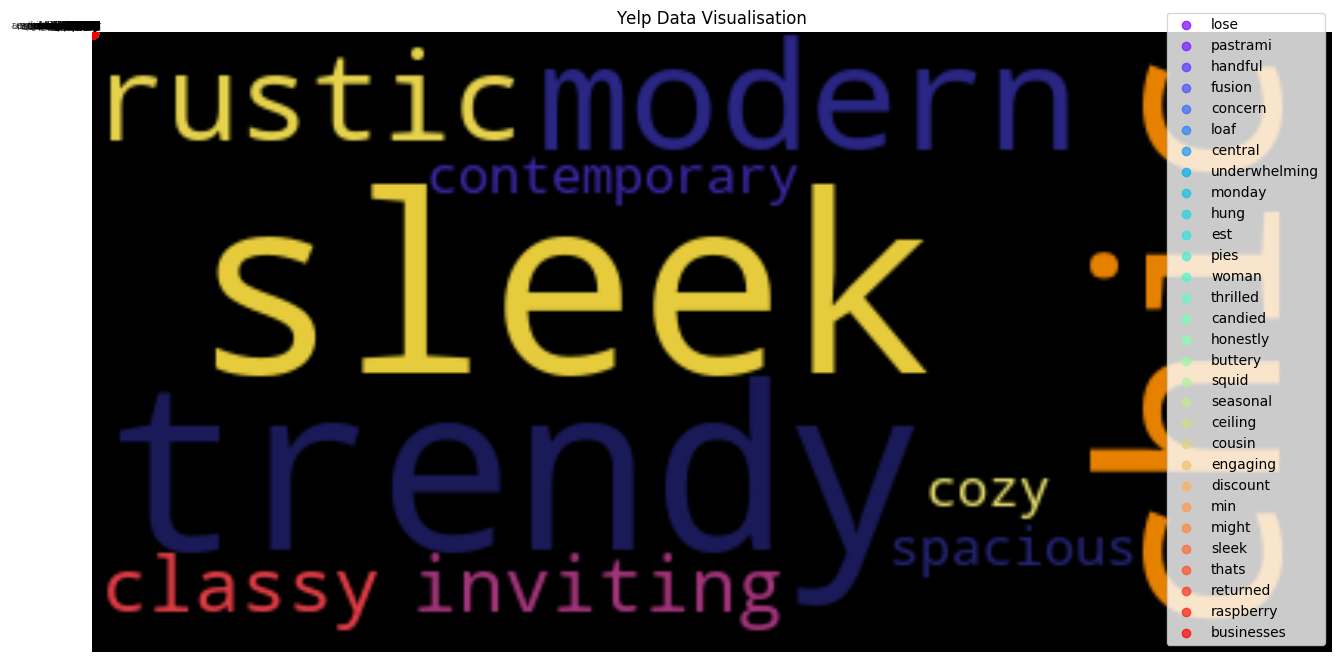 Yelp Data Visualisation
rustic modern
contemporary
sleek
chic
trendy
cozy
spacious
classy inviting
lose
pastrami
handful
fusion
concern
loaf
central
underwhelming
monday
hung
est
pies
woman
thrilled
candied
honestly
buttery
squid
seasonal
ceiling
cousin
engaging
discount
min
might
sleek
thats
returned
raspberry
businesses